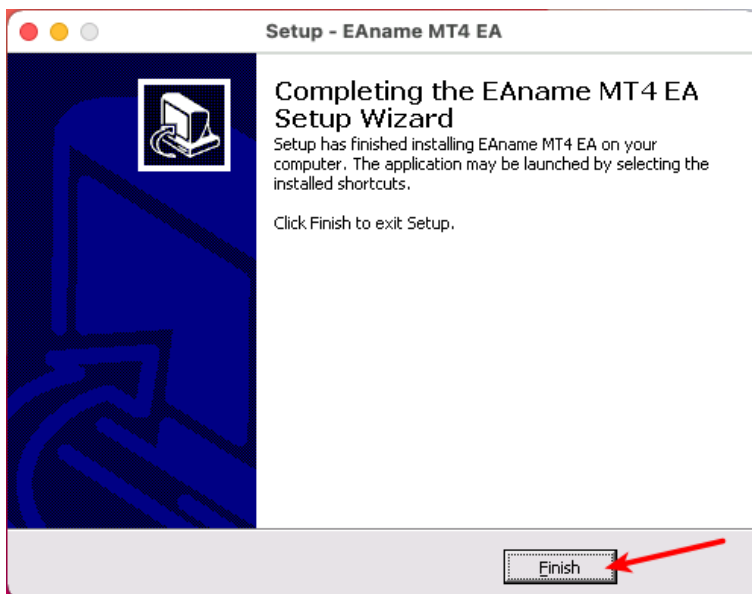 Setup - EAname MT4 EA
Completing the EAname MT4 EA
Setup Wizard
Setup has finished installing EAname MT4 EA on your
computer. The application may be launched by selecting the
installed shortcuts.
Click Finish to exit Setup.
Finish